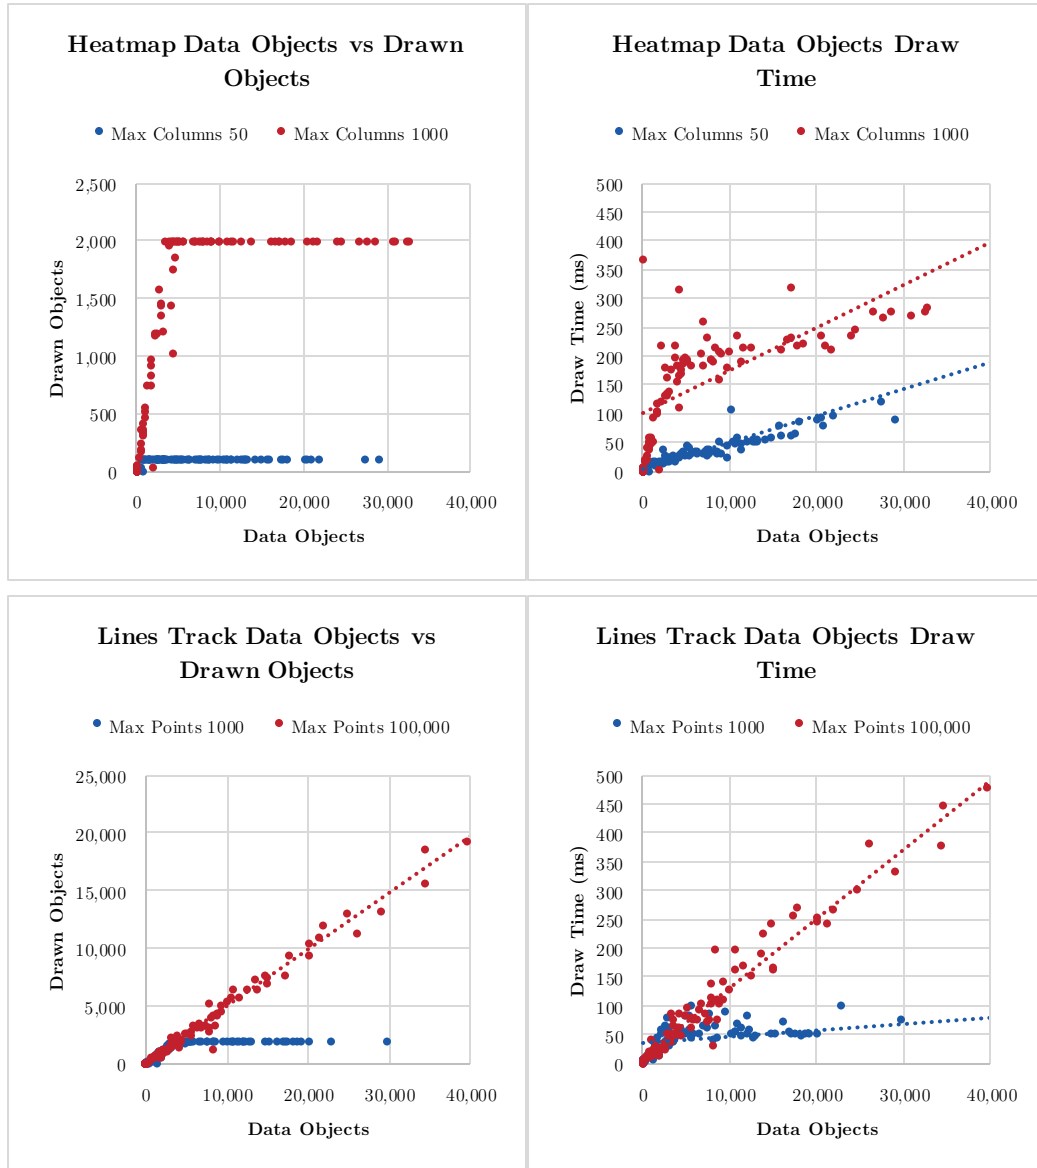 Heatmap Data Objects vs Drawn
Objects
Max Columns 50 Max Columns 1000
2,500
2,000
1,500
1,000
500
0
Drawn Objects
0 10,000 20,000 30,000 40,000
Data Objects
Heatmap Data Objects Draw
Time
Max Columns 50 Max Columns 1000
500
450
400
350
300
250
200
150
100
50
0
Draw Time (ms)
0 10,000 20,000 30,000 40,000
Data Objects
Lines Track Data Objects vs
Drawn Objects
Max Points 1000 Max Points 100,000
25,000
20,000
15,000
10,000
5,000
0
Drawn Objects
0 10,000 20,000 30,000 40,000
Data Objects
Lines Track Data Objects Draw
Time
Max Points 1000 Max Points 100,000
500
450
400
350
300
250
200
150
100
50
0
Draw Time (ms)
0 10,000 20,000 30,000 40,000
Data Objects